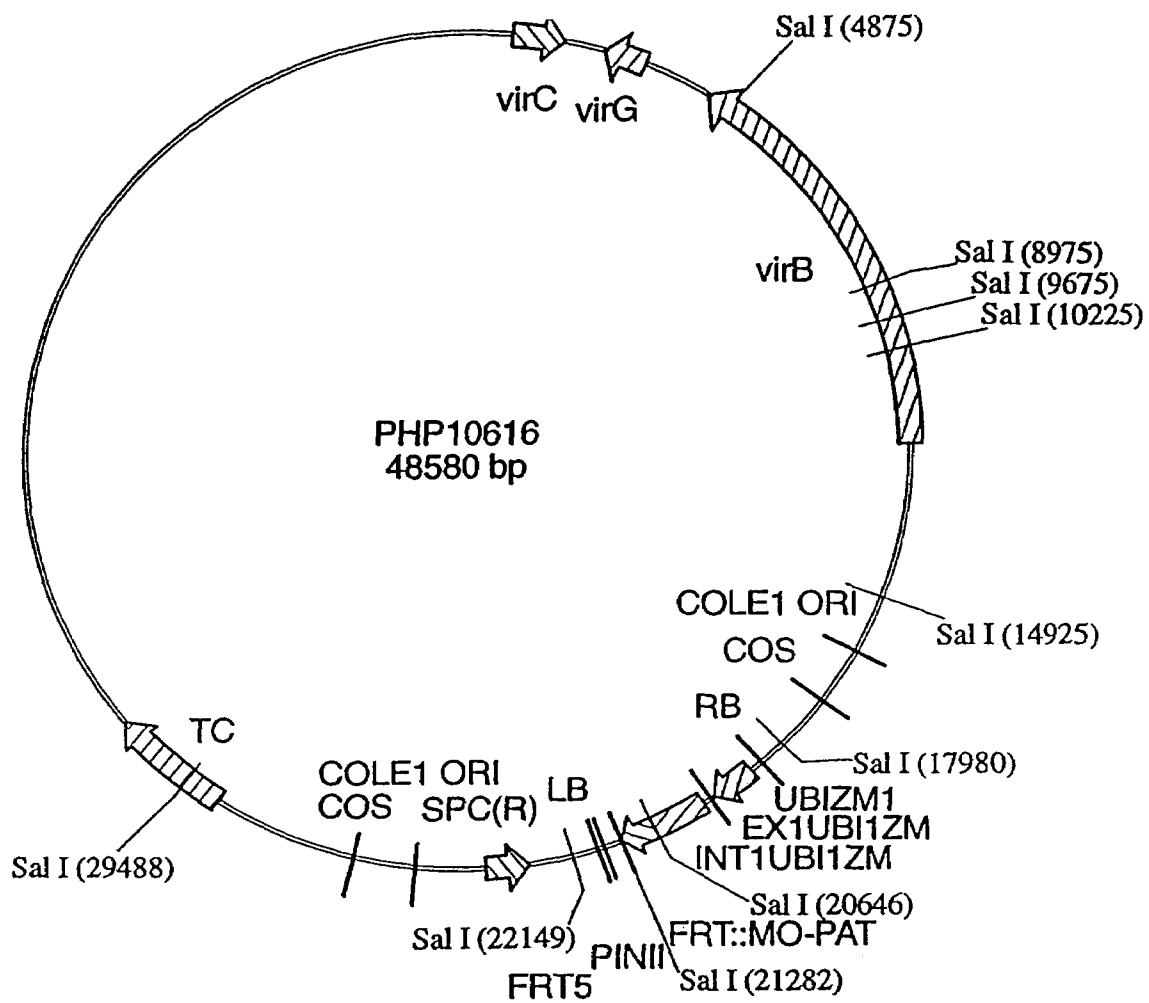 Sal I (4875)
virC
virG
Sal I (8975)
virB
Sal I (9675)
Sal I (10225)
PHP10616
48580 bp
COLE1 ORI
Sal I (14925)
COS
RB
TC
Sal I (17980)
COLE1 ORI
LB
UBIZM1
COS
SPC(R)
EX1UBI1ZM
INT1UBI1ZM
Sal I (29488)
Sal I (20646)
Sal I (22149)
FRT::MO-PAT
PINII
Sal I (21282)
FRT5